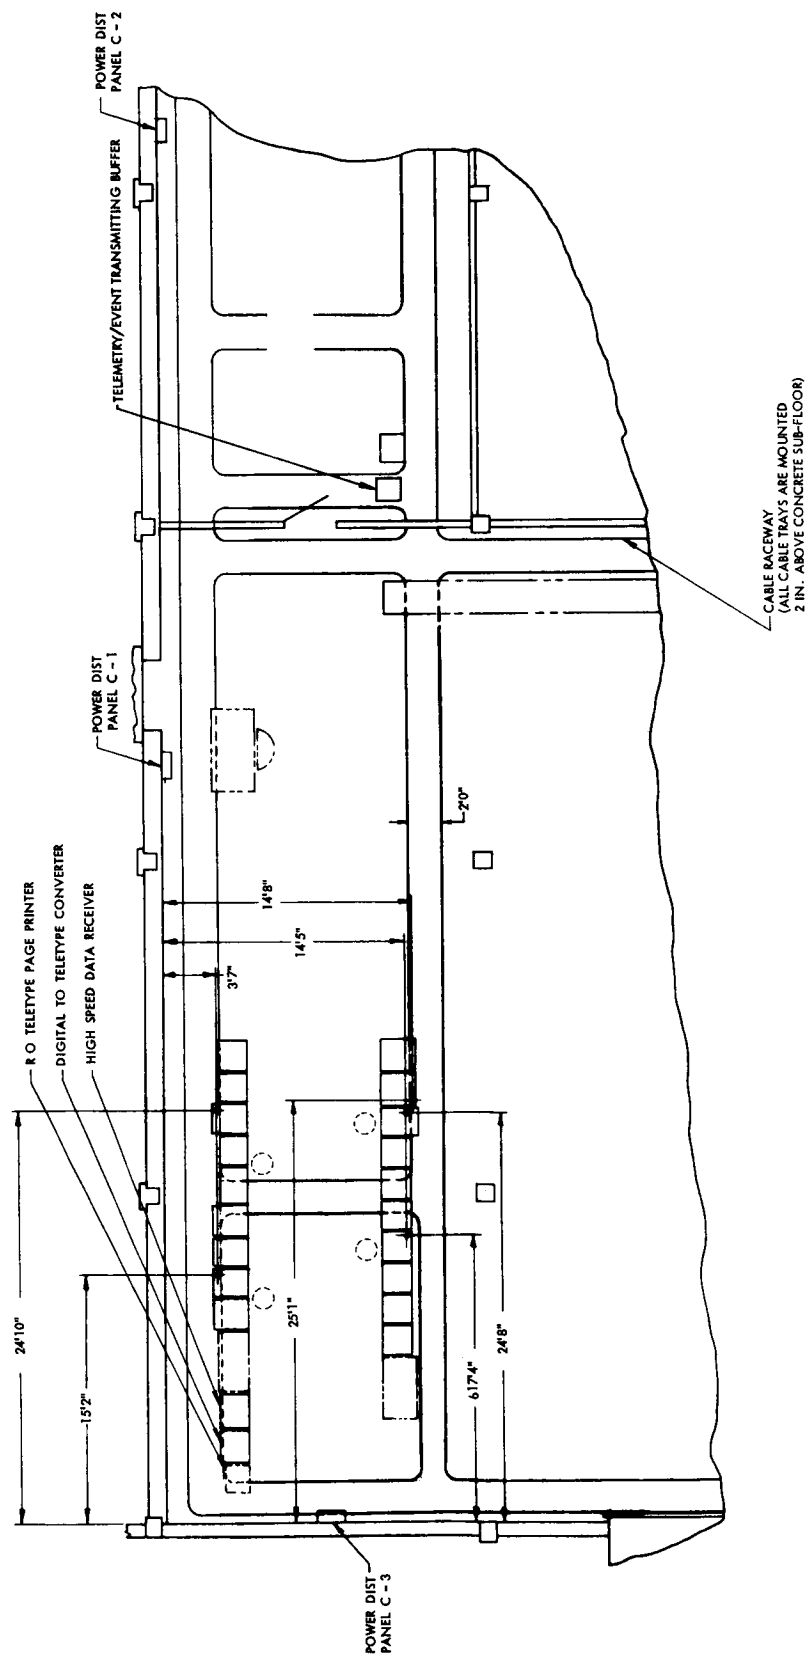 POWER DIST
PANEL C - 2
TELEMETRY/EVENT TRANSMITTING BUFFER
POWER DIST
PANEL C - 1
R O TELETYPE PAGE PRINTER
DIGITAL TO TELETYPE CONVERTER
HIGH SPEED DATA RECEIVER
24'10"
15'2"
14'8"
14'5"
3'7"
2'0"
25'1"
617'4"
24'8"
POWER DIST
PANEL C - 3
CABLE RACEWAY
(ALL CABLE TRAYS ARE MOUNTED
2 IN. ABOVE CONCRETE SUB-FLOOR)